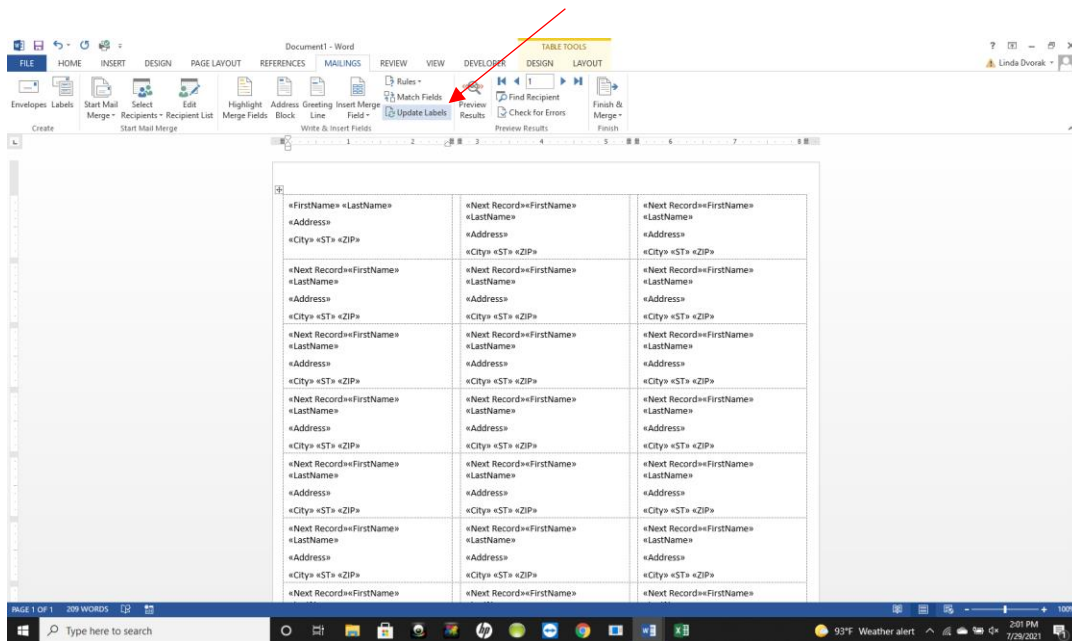 Document1 - Word
TABLE TOOLS
FILE HOME INSERT DESIGN PAGE LAYOUT REFERENCES MAILINGS REVIEW VIEW DEVELOPER DESIGN LAYOUT
Linda Dvorak
Envelopes Labels Start Mail Merge Select Recipients Edit Recipient List Highlight Merge Fields Address Block Greeting Line Insert Merge Field
Rules
Match Fields
Update Labels
Preview Results
1
Find Recipient
Check for Errors
Finish & Merge
Create Start Mail Merge Write & Insert Fields Preview Results Finish
1 2 3 4 5 6 7 8
«FirstName» «LastName» «Next Record»«FirstName» «Next Record»«FirstName»
«LastName» «LastName»
«Address» «Address» «Address»
«City» «ST» «ZIP» «City» «ST» «ZIP» «City» «ST» «ZIP»
«Next Record»«FirstName» «Next Record»«FirstName» «Next Record»«FirstName»
«LastName» «LastName» «LastName»
«Address» «Address» «Address»
«City» «ST» «ZIP» «City» «ST» «ZIP» «City» «ST» «ZIP»
«Next Record»«FirstName» «Next Record»«FirstName» «Next Record»«FirstName»
«LastName» «LastName» «LastName»
«Address» «Address» «Address»
«City» «ST» «ZIP» «City» «ST» «ZIP» «City» «ST» «ZIP»
«Next Record»«FirstName» «Next Record»«FirstName» «Next Record»«FirstName»
«LastName» «LastName» «LastName»
«Address» «Address» «Address»
«City» «ST» «ZIP» «City» «ST» «ZIP» «City» «ST» «ZIP»
«Next Record»«FirstName» «Next Record»«FirstName» «Next Record»«FirstName»
«LastName» «LastName» «LastName»
«Address» «Address» «Address»
«City» «ST» «ZIP» «City» «ST» «ZIP» «City» «ST» «ZIP»
«Next Record»«FirstName» «Next Record»«FirstName» «Next Record»«FirstName»
«LastName» «LastName» «LastName»
«Address» «Address» «Address»
«City» «ST» «ZIP» «City» «ST» «ZIP» «City» «ST» «ZIP»
«Next Record»«FirstName» «Next Record»«FirstName» «Next Record»«FirstName»
PAGE 1 OF 1 209 WORDS
Type here to search
93°F Weather alert
2:01 PM
7/29/2021